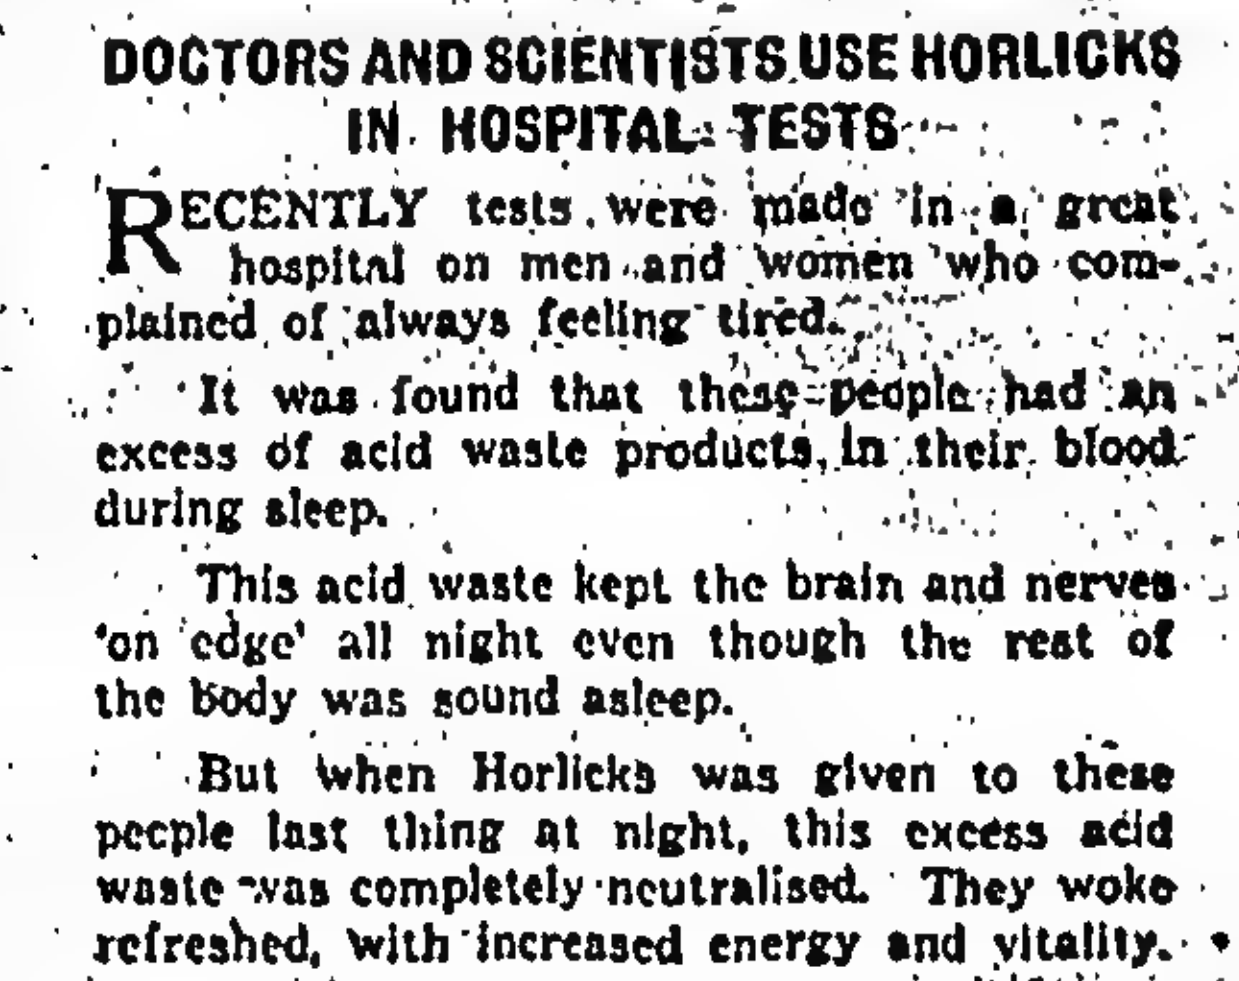 DOCTORS AND SCIENTISTS USE HORLICKS
IN HOSPITAL TESTS
RECENTLY tests were made in a great
hospital on men and women who com-
plained of always feeling tired.
It was found that these people had an
excess of acid waste products in their blood
during sleep.
This acid waste kept the brain and nerves
'on edge' all night even though the rest of
the body was sound asleep.
But when Horlicks was given to these
people last thing at night, this excess acid
waste was completely neutralised. They woke
refreshed, with increased energy and vitality.